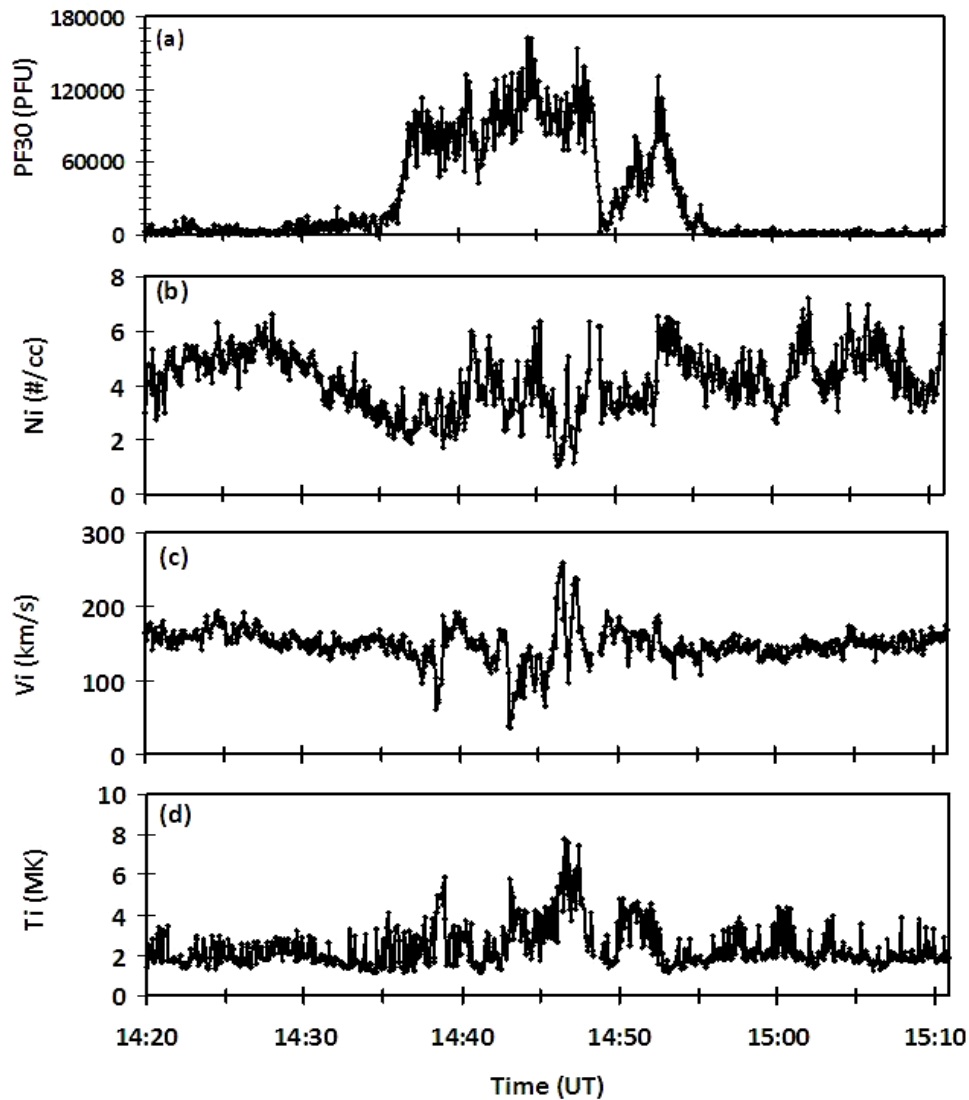 180000
(a)
120000
60000
0
PF30 (PFU)
8
(b)
6
4
2
0
Ni (#/cc)
300
(c)
200
100
0
Vi (km/s)
10
(d)
8
6
4
2
0
Ti (MK)
14:20 14:30 14:40 14:50 15:00 15:10
Time (UT)